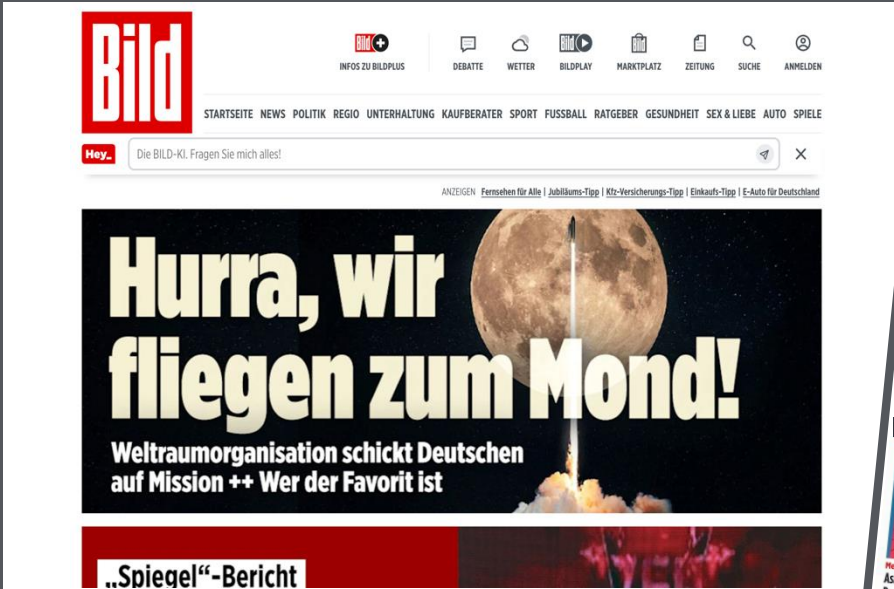 Bild
Bild+
INFOS ZU BILDPLUS
DEBATTE
WETTER
Bild
BILDPLAY
Bild
MARKTPLATZ
ZEITUNG
SUCHE
ANMELDEN
STARTSEITE NEWS POLITIK REGIO UNTERHALTUNG KAUFBERATER SPORT FUSSBALL RATGEBER GESUNDHEIT SEX & LIEBE AUTO SPIELE
Hey_
Die BILD-KI. Fragen Sie mich alles!
ANZEIGEN Fernsehen für Alle | Jubiläums-Tipp | Kfz-Versicherungs-Tipp | Einkaufs-Tipp | E-Auto für Deutschland
Hurra, wir
fliegen zum Mond!
Weltraumorganisation schickt Deutschen
auf Mission ++ Wer der Favorit ist
„Spiegel“-Bericht